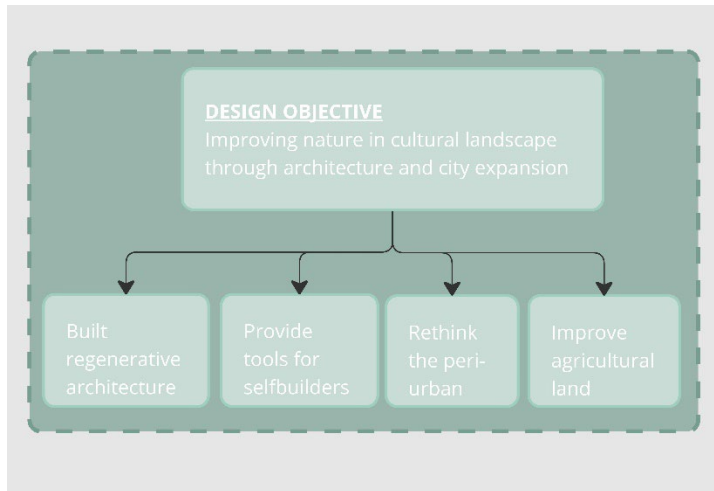 DESIGN OBJECTIVE
Improving nature in cultural landscape
through architecture and city expansion
Built
regenerative
architecture
Provide
tools for
selfbuilders
Rethink
the peri-
urban
Improve
agricultural
land